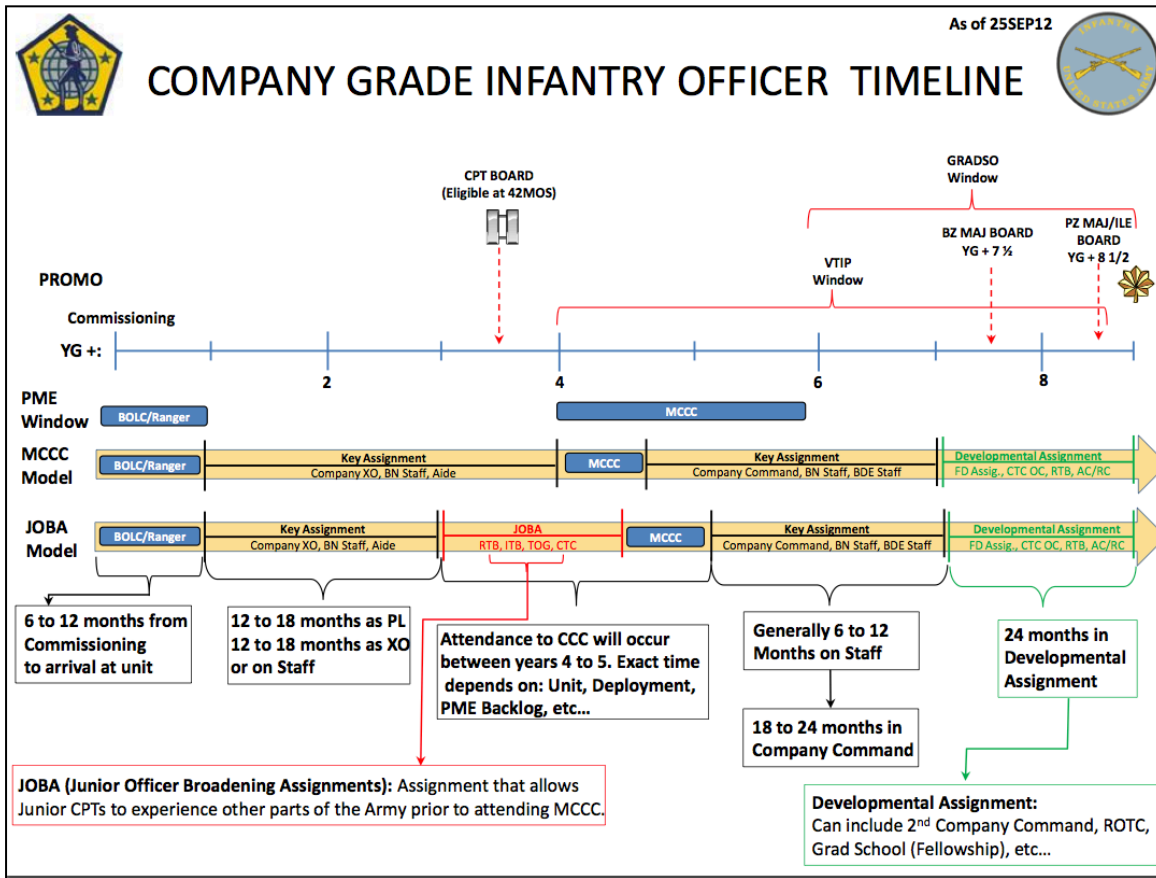 As of 25SEP12
INFANTRY
UNITED STATES ARMY
COMPANY GRADE INFANTRY OFFICER TIMELINE
CPT BOARD
(Eligible at 42MOS)
GRADSO
Window
BZ MAJ BOARD
YG + 7 ½
PZ MAJ/ILE
BOARD
YG + 8 1/2
VTIP
Window
PROMO
Commissioning
YG +:
2
4
6
8
PME
Window
BOLC/Ranger
MCCC
MCCC
Model
BOLC/Ranger
Key Assignment
Company XO, BN Staff, Aide
MCCC
Key Assignment
Company Command, BN Staff, BDE Staff
Developmental Assignment
FD Assig., CTC OC, RTB, AC/RC
JOBA
Model
BOLC/Ranger
Key Assignment
Company XO, BN Staff, Aide
JOBA
RTB, ITB, TOG, CTC
MCCC
Key Assignment
Company Command, BN Staff, BDE Staff
Developmental Assignment
FD Assig., CTC OC, RTB, AC/RC
6 to 12 months from
Commissioning
to arrival at unit
12 to 18 months as PL
12 to 18 months as XO
or on Staff
Attendance to CCC will occur
between years 4 to 5. Exact time
depends on: Unit, Deployment,
PME Backlog, etc…
Generally 6 to 12
Months on Staff
24 months in
Developmental
Assignment
18 to 24 months in
Company Command
JOBA (Junior Officer Broadening Assignments): Assignment that allows
Junior CPTs to experience other parts of the Army prior to attending MCCC.
Developmental Assignment:
Can include 2nd Company Command, ROTC,
Grad School (Fellowship), etc…